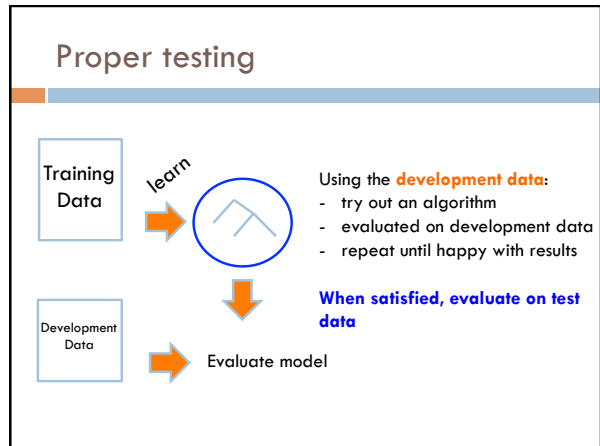 Proper testing
Training
Data
learn
Using the development data:
- try out an algorithm
- evaluated on development data
- repeat until happy with results
When satisfied, evaluate on test
data
Development
Data
Evaluate model